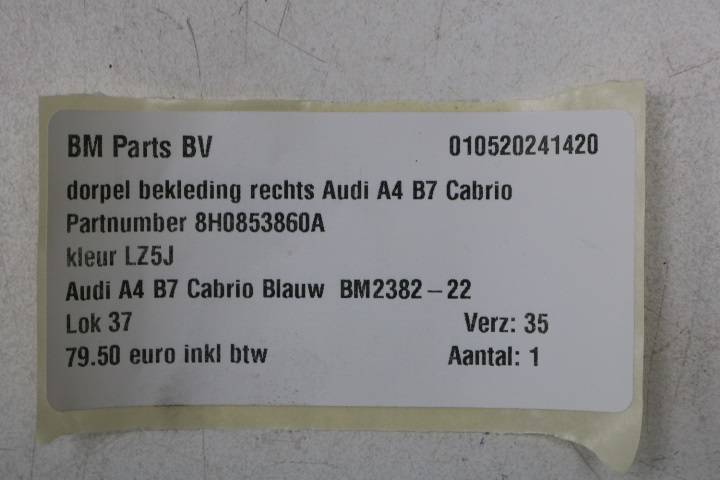 BM Parts BV 010520241420
dorpel bekleding rechts Audi A4 B7 Cabrio
Partnumber 8H0853860A
kleur LZ5J
Audi A4 B7 Cabrio Blauw BM2382-22
Lok 37 Verz: 35
79.50 euro inkl btw Aantal: 1